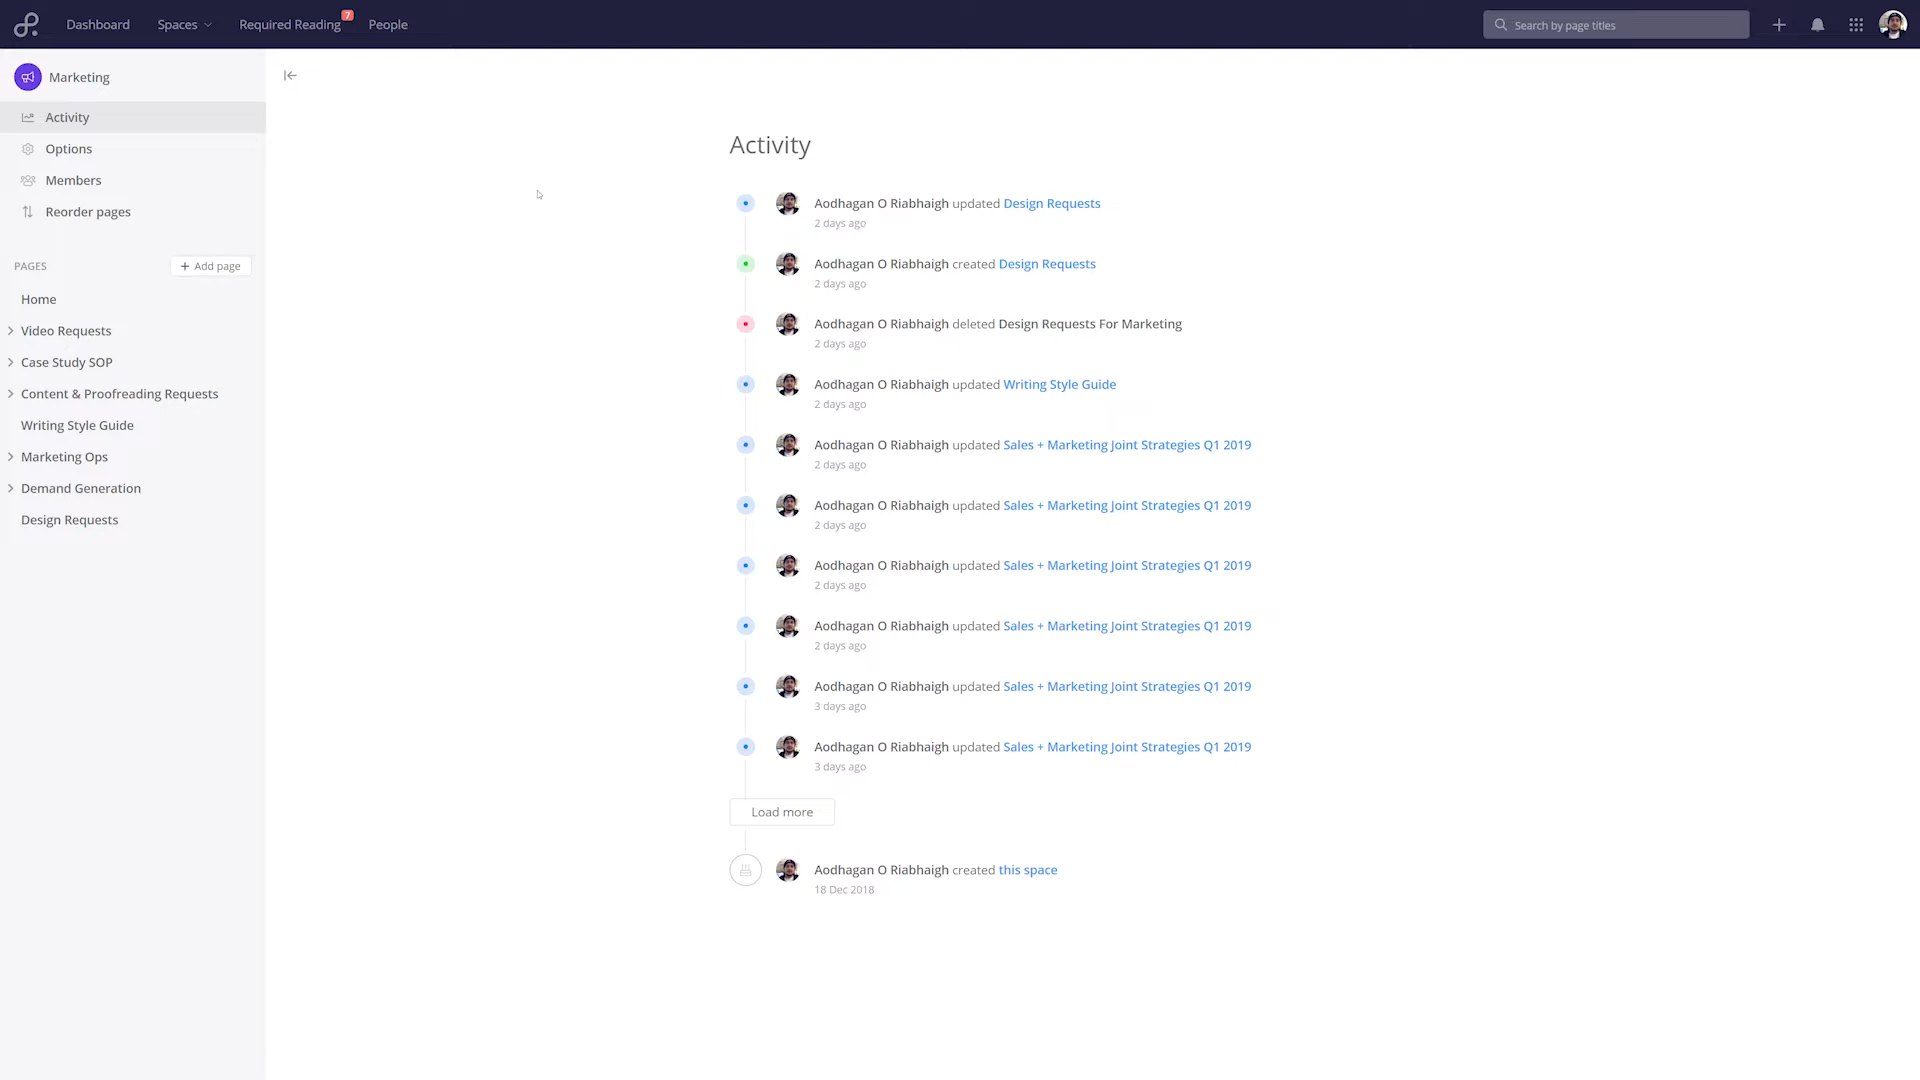 Dashboard
Spaces
Required Reading
7
People
Search by page titles
Marketing
Activity
Options
Members
Reorder pages
PAGES
+ Add page
Home
Video Requests
Case Study SOP
Content & Proofreading Requests
Writing Style Guide
Marketing Ops
Demand Generation
Design Requests
Activity
Aodhagan O Riabhaigh updated Design Requests
2 days ago
Aodhagan O Riabhaigh created Design Requests
2 days ago
Aodhagan O Riabhaigh deleted Design Requests For Marketing
2 days ago
Aodhagan O Riabhaigh updated Writing Style Guide
2 days ago
Aodhagan O Riabhaigh updated Sales + Marketing Joint Strategies Q1 2019
2 days ago
Aodhagan O Riabhaigh updated Sales + Marketing Joint Strategies Q1 2019
2 days ago
Aodhagan O Riabhaigh updated Sales + Marketing Joint Strategies Q1 2019
2 days ago
Aodhagan O Riabhaigh updated Sales + Marketing Joint Strategies Q1 2019
2 days ago
Aodhagan O Riabhaigh updated Sales + Marketing Joint Strategies Q1 2019
3 days ago
Aodhagan O Riabhaigh updated Sales + Marketing Joint Strategies Q1 2019
3 days ago
Load more
Aodhagan O Riabhaigh created this space
18 Dec 2018